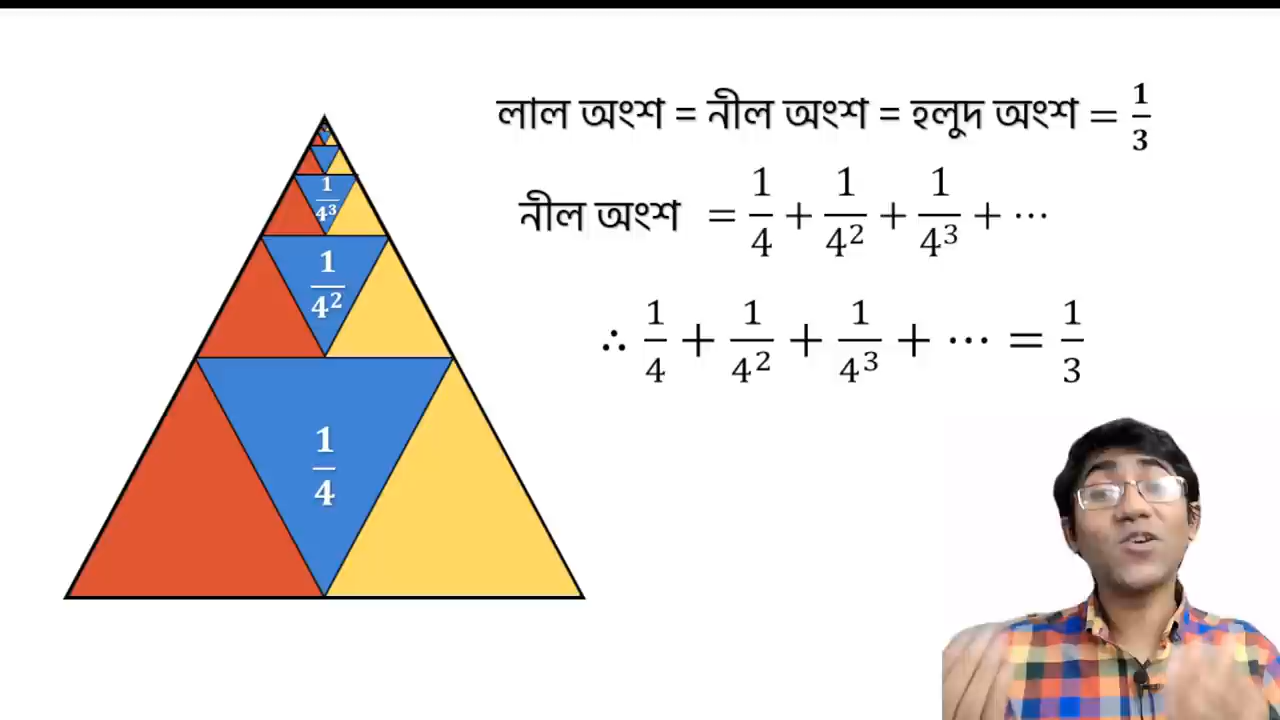 লাল অংশ = নীল অংশ = হলুদ অংশ = 1/3
নীল অংশ = 1/4 + 1/4² + 1/4³ + ⋯
∴ 1/4 + 1/4² + 1/4³ + ⋯ = 1/3
1/4³
1/4²
1/4